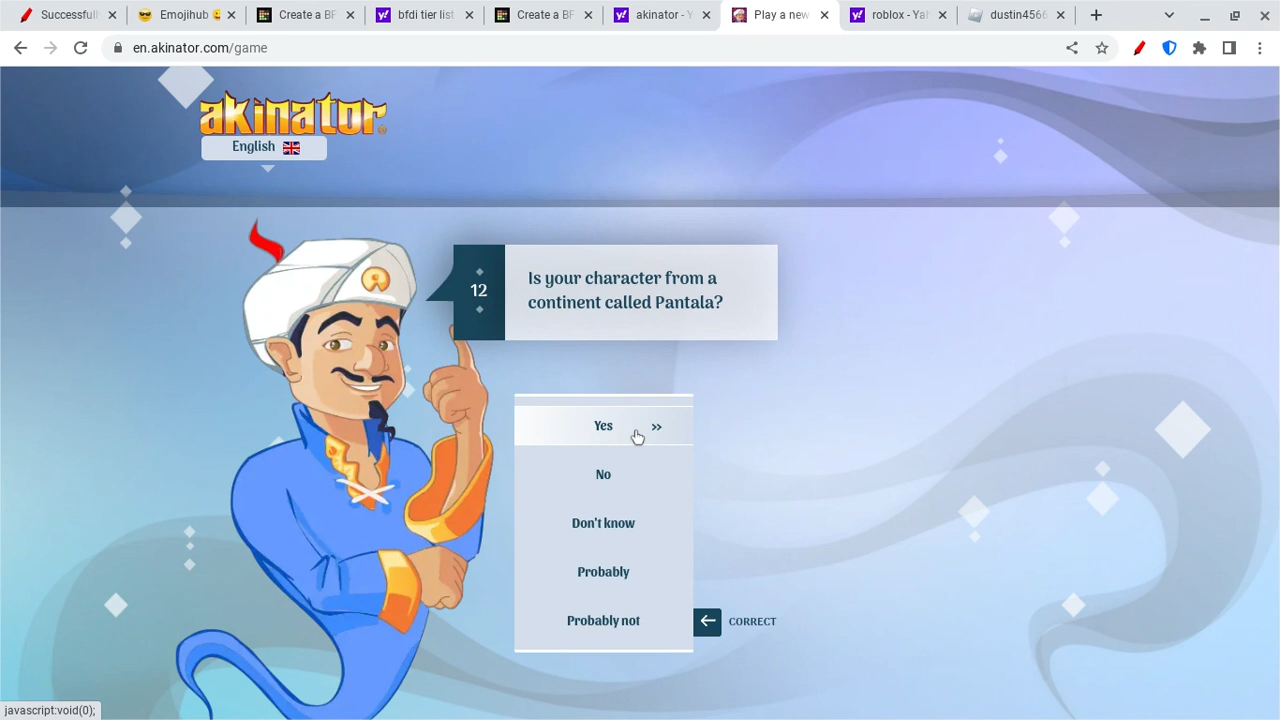 Successfull
Emojihub
Create a BF
bfdi tier list
Create a BF
akinator - Y
Play a new
roblox - Ya
dustin4566
en.akinator.com/game
akinator
English
12
Is your character from a
continent called Pantala?
Yes
No
Don't know
Probably
Probably not
CORRECT
javascript:void(0);